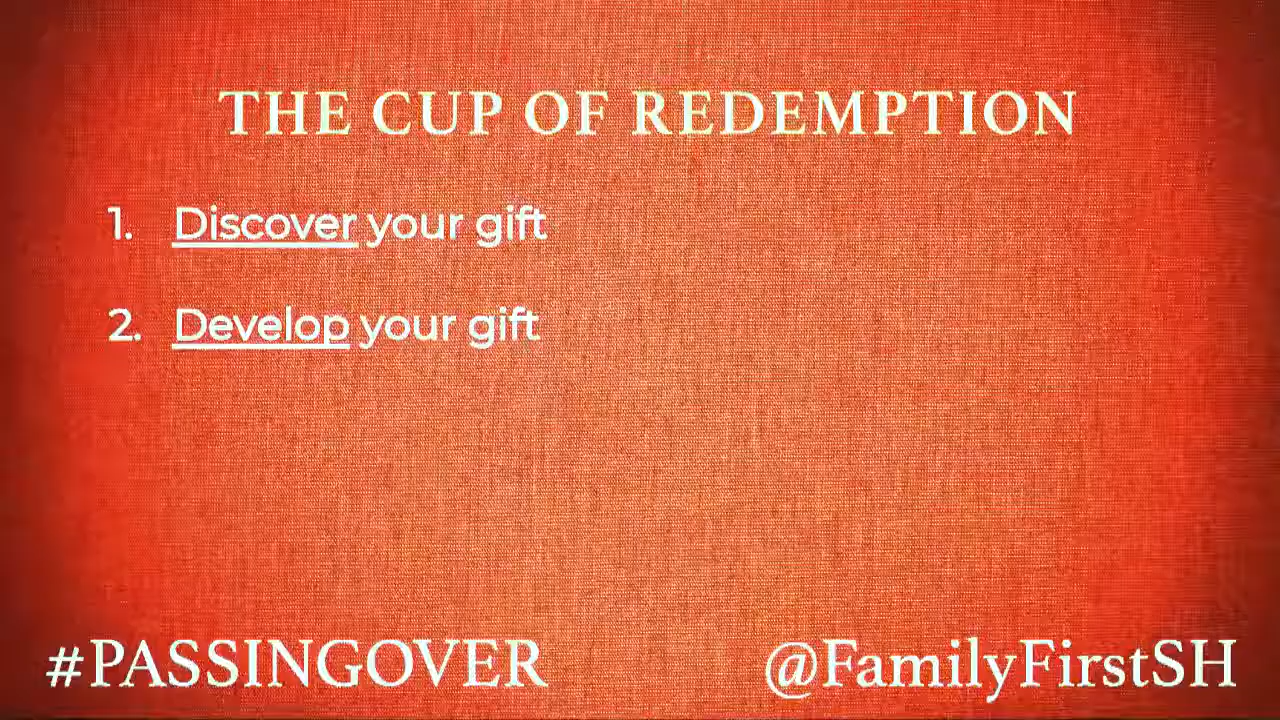 THE CUP OF REDEMPTION
1. Discover your gift
2. Develop your gift
#PASSINGOVER @FamilyFirstSH